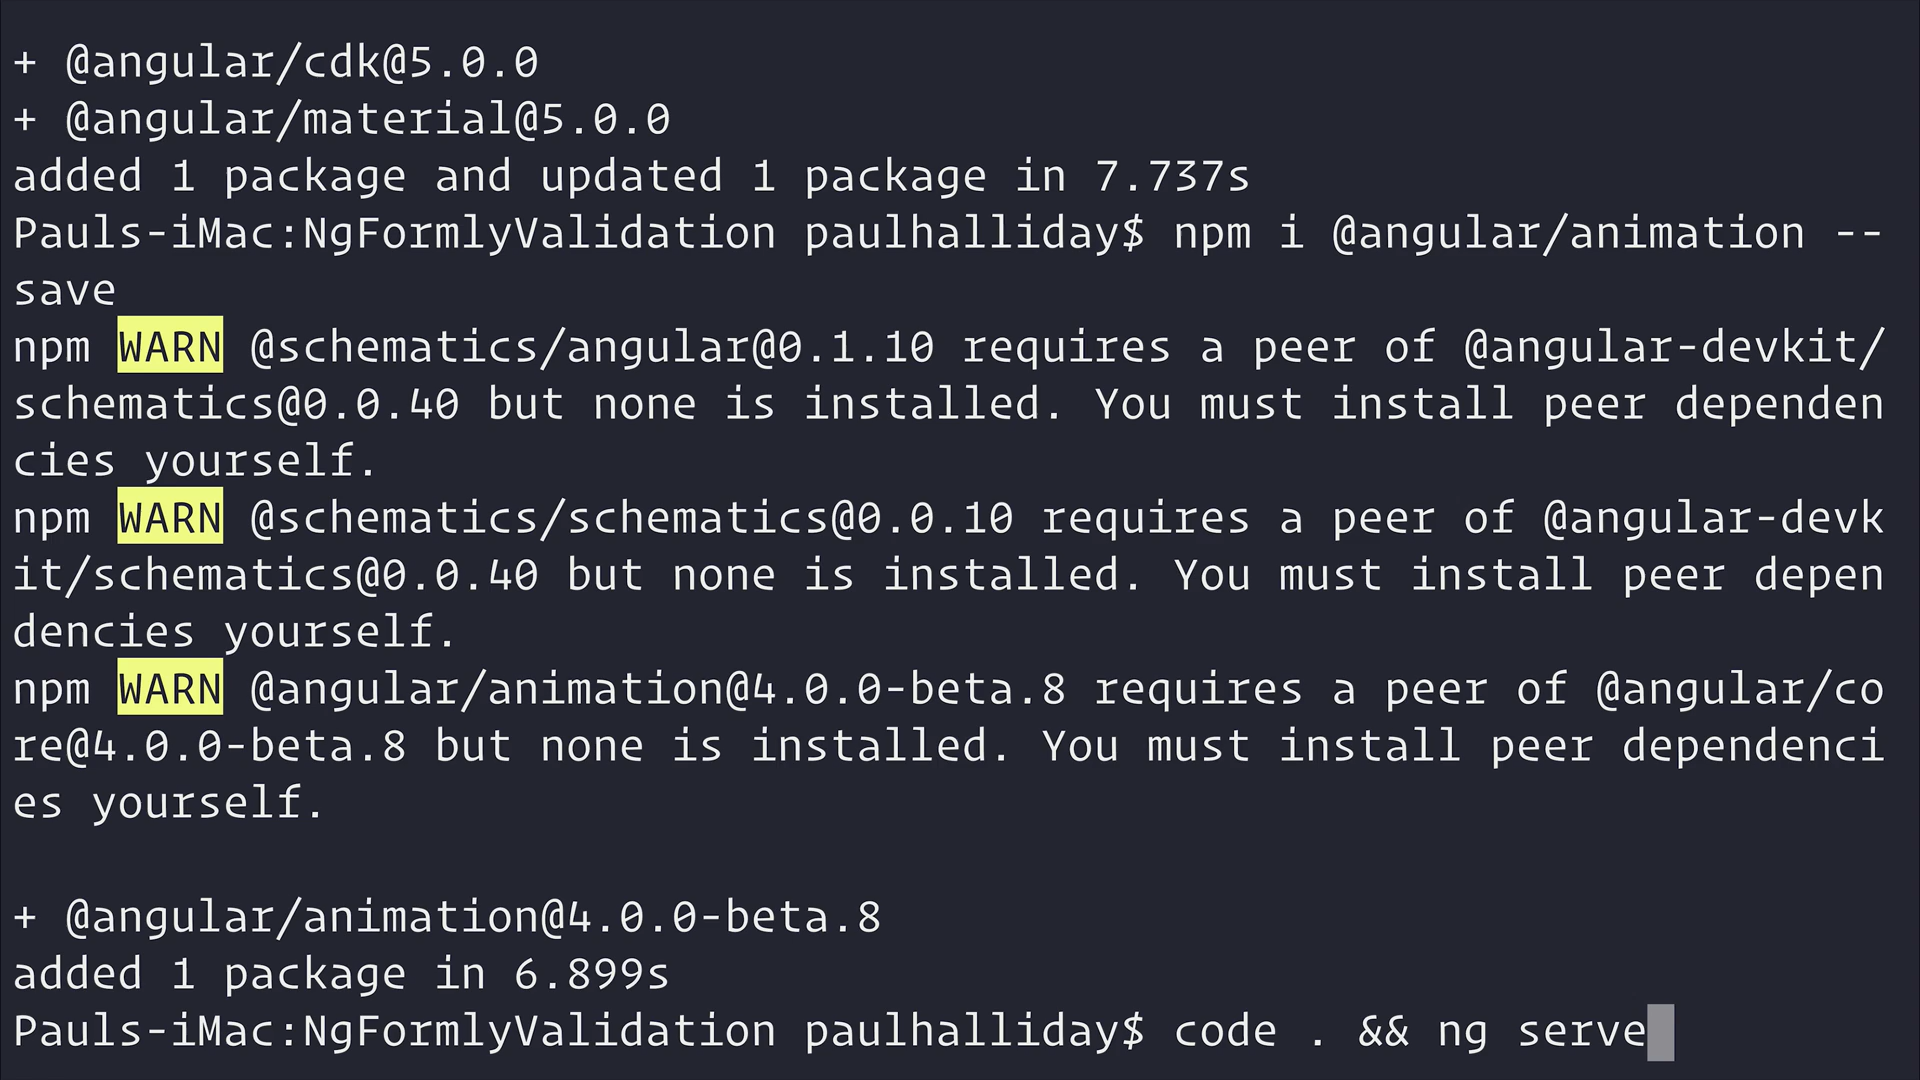 + @angular/cdk@5.0.0
+ @angular/material@5.0.0
added 1 package and updated 1 package in 7.737s
Pauls-iMac:NgFormlyValidation paulhalliday$ npm i @angular/animation --
save
npm WARN @schematics/angular@0.1.10 requires a peer of @angular-devkit/
schematics@0.0.40 but none is installed. You must install peer dependen
cies yourself.
npm WARN @schematics/schematics@0.0.10 requires a peer of @angular-devk
it/schematics@0.0.40 but none is installed. You must install peer depen
dencies yourself.
npm WARN @angular/animation@4.0.0-beta.8 requires a peer of @angular/co
re@4.0.0-beta.8 but none is installed. You must install peer dependenci
es yourself.
+ @angular/animation@4.0.0-beta.8
added 1 package in 6.899s
Pauls-iMac:NgFormlyValidation paulhalliday$ code . && ng serve